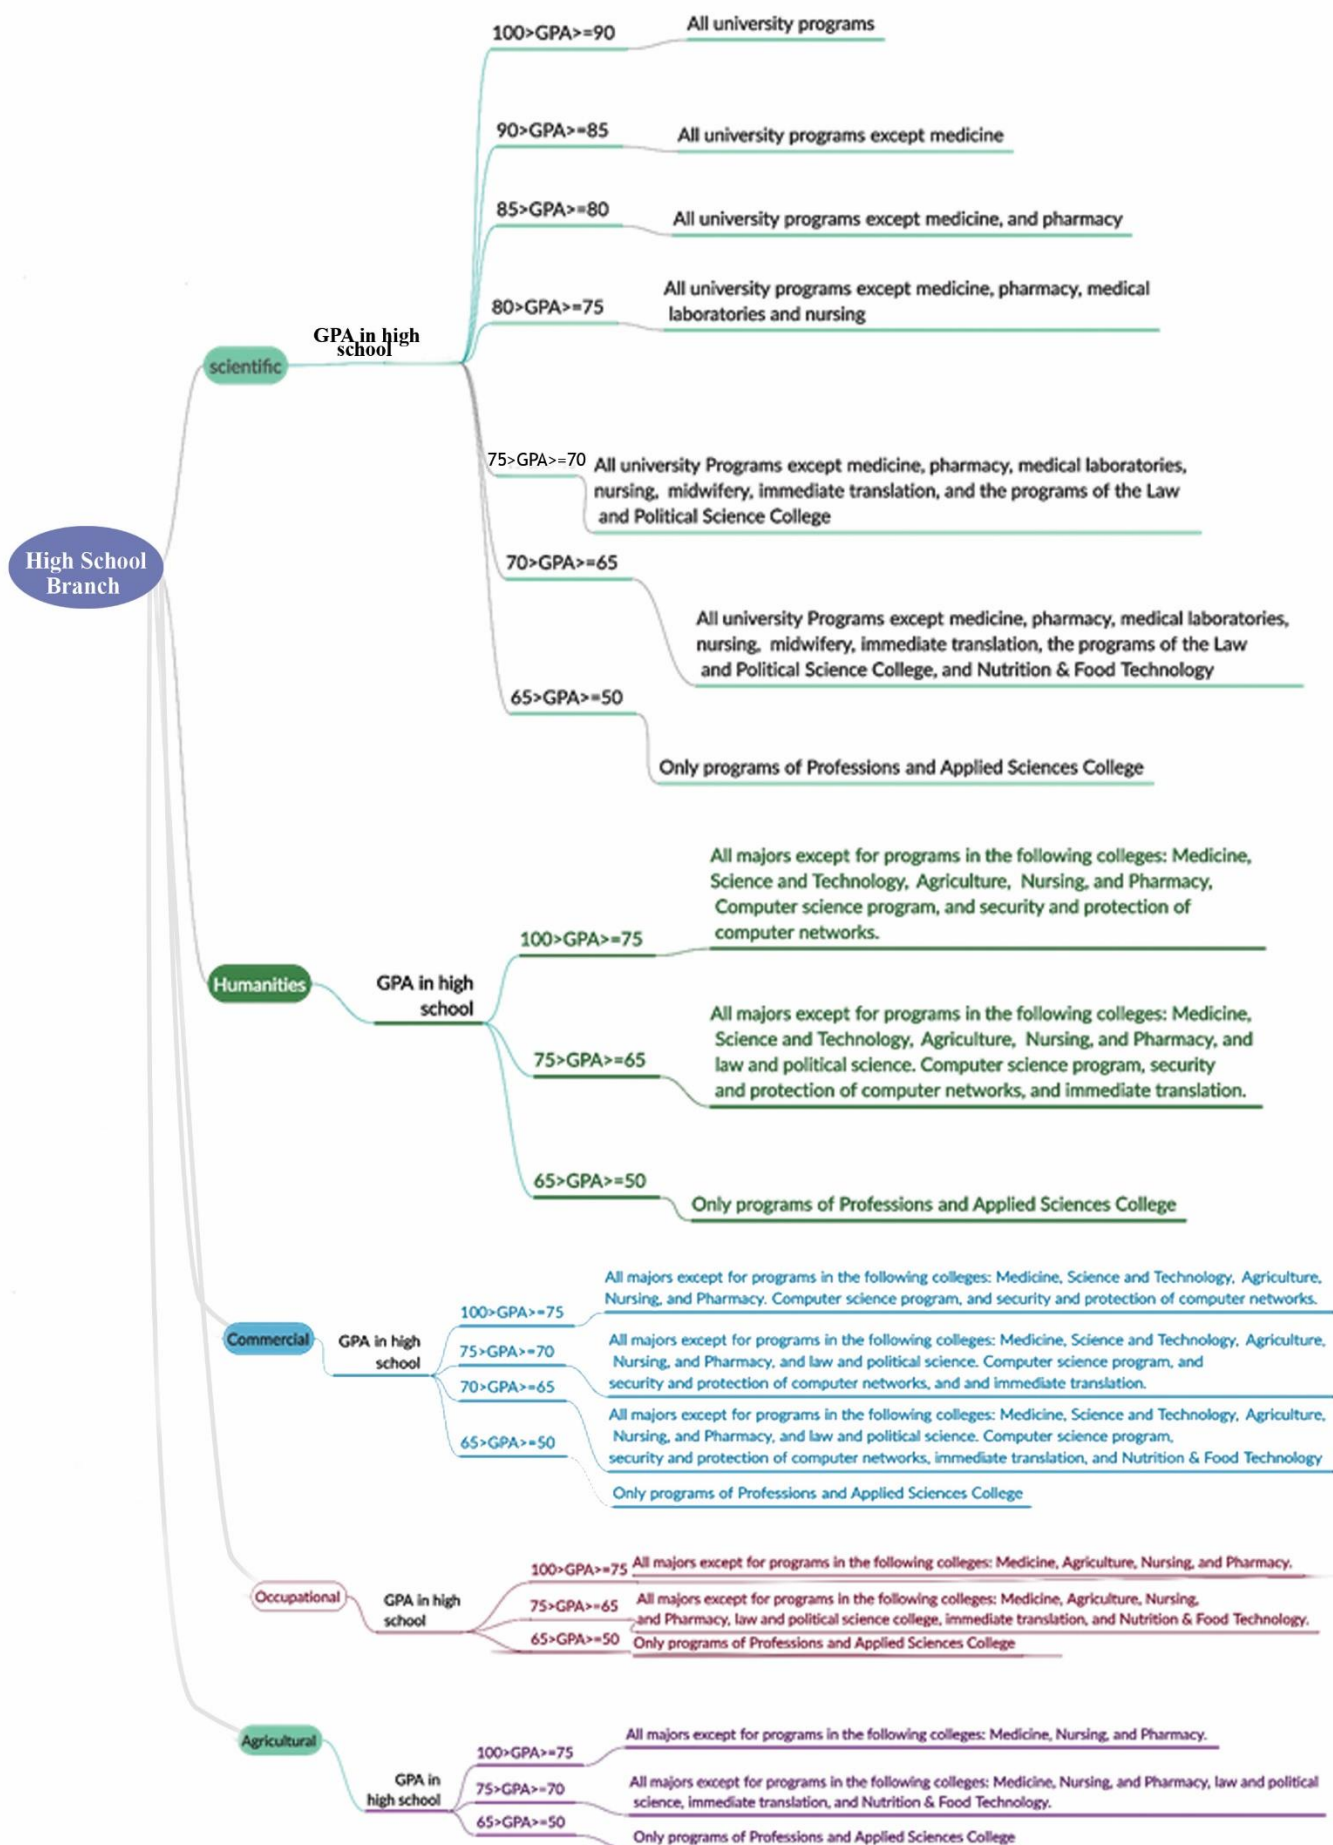 100>GPA>=90
All university programs
90>GPA>=85
All university programs except medicine
85>GPA>=80
All university programs except medicine, and pharmacy
80>GPA>=75
All university programs except medicine, pharmacy, medical
laboratories and nursing
GPA in high
school
scientific
75>GPA>=70
All university Programs except medicine, pharmacy, medical laboratories,
nursing, midwifery, immediate translation, and the programs of the Law
and Political Science College
High School
Branch
70>GPA>=65
All university Programs except medicine, pharmacy, medical laboratories,
nursing, midwifery, immediate translation, the programs of the Law
and Political Science College, and Nutrition & Food Technology
65>GPA>=50
Only programs of Professions and Applied Sciences College
Humanities
GPA in high
school
100>GPA>=75
All majors except for programs in the following colleges: Medicine,
Science and Technology, Agriculture, Nursing, and Pharmacy,
Computer science program, and security and protection of
computer networks.
75>GPA>=65
All majors except for programs in the following colleges: Medicine,
Science and Technology, Agriculture, Nursing, and Pharmacy, and
law and political science. Computer science program, security
and protection of computer networks, and immediate translation.
65>GPA>=50
Only programs of Professions and Applied Sciences College
Commercial
GPA in high
school
100>GPA>=75
All majors except for programs in the following colleges: Medicine, Science and Technology, Agriculture,
Nursing, and Pharmacy. Computer science program, and security and protection of computer networks.
75>GPA>=70
All majors except for programs in the following colleges: Medicine, Science and Technology, Agriculture,
Nursing, and Pharmacy, and law and political science. Computer science program, and
security and protection of computer networks, and and immediate translation.
70>GPA>=65
All majors except for programs in the following colleges: Medicine, Science and Technology, Agriculture,
Nursing, and Pharmacy, and law and political science. Computer science program,
security and protection of computer networks, immediate translation, and Nutrition & Food Technology
65>GPA>=50
Only programs of Professions and Applied Sciences College
Occupational
GPA in high
school
100>GPA>=75
All majors except for programs in the following colleges: Medicine, Agriculture, Nursing, and Pharmacy.
75>GPA>=65
All majors except for programs in the following colleges: Medicine, Agriculture, Nursing,
and Pharmacy, law and political science college, immediate translation, and Nutrition & Food Technology.
65>GPA>=50
Only programs of Professions and Applied Sciences College
Agricultural
GPA in
high school
100>GPA>=75
All majors except for programs in the following colleges: Medicine, Nursing, and Pharmacy.
75>GPA>=70
All majors except for programs in the following colleges: Medicine, Nursing, and Pharmacy, law and political
science, immediate translation, and Nutrition & Food Technology.
65>GPA>=50
Only programs of Professions and Applied Sciences College